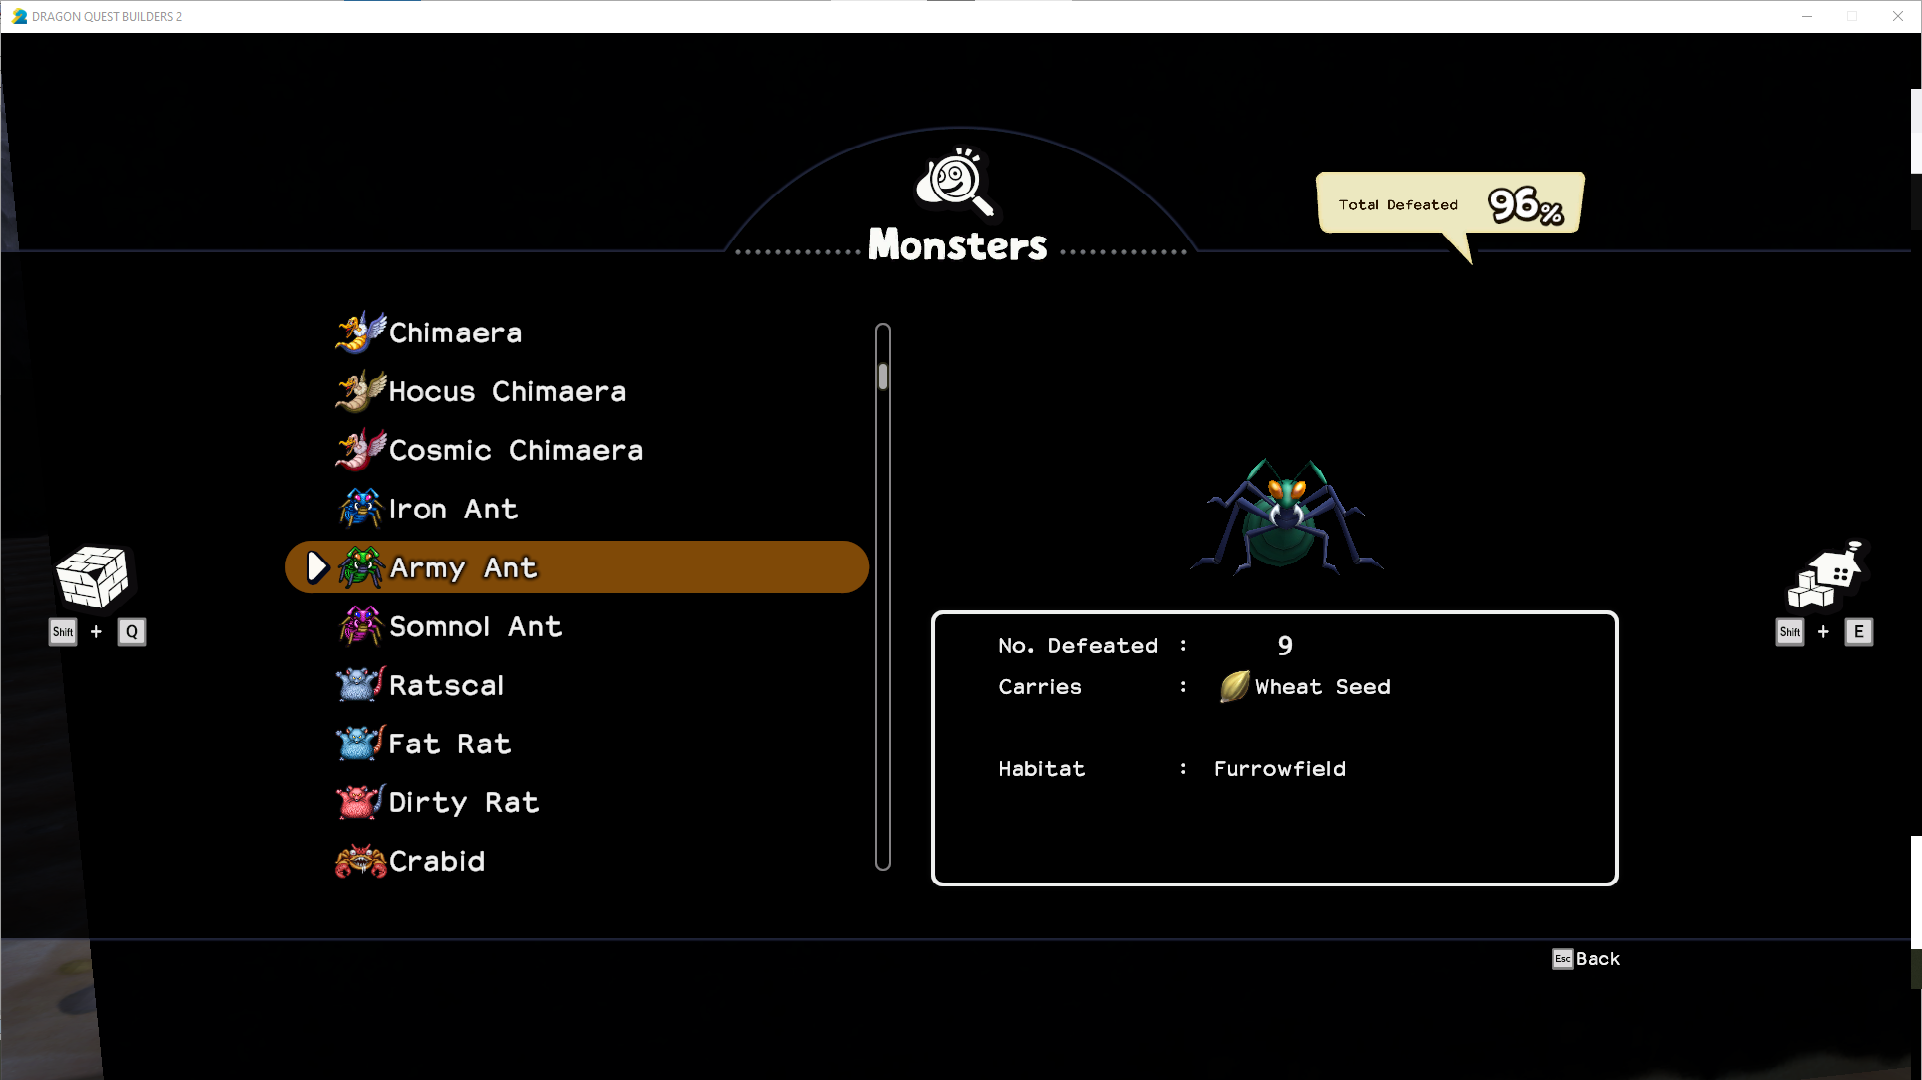 DRAGON QUEST BUILDERS 2
Total Defeated 96%
Monsters
Chimaera
Hocus Chimaera
Cosmic Chimaera
Iron Ant
Army Ant
Somnol Ant
Ratscal
Fat Rat
Dirty Rat
Crabid
No. Defeated : 9
Carries : Wheat Seed
Habitat : Furrowfield
Shift + Q
Shift + E
Esc Back